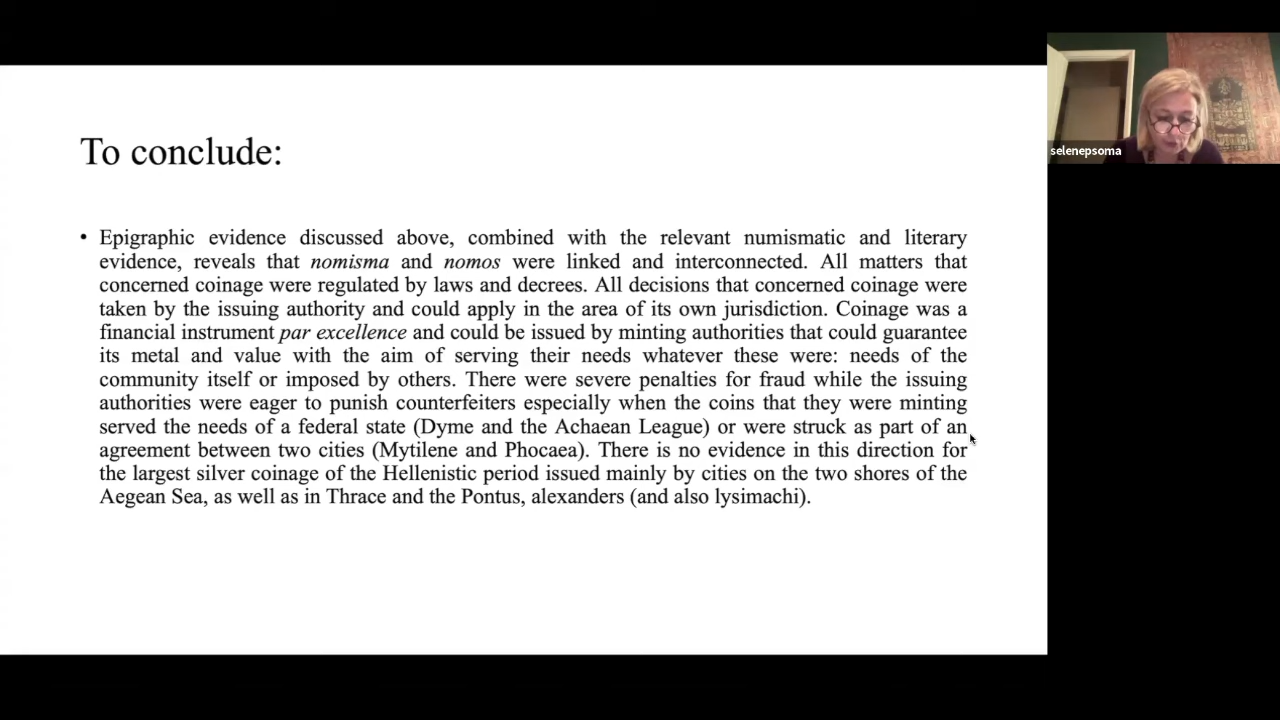 To conclude:
• Epigraphic evidence discussed above, combined with the relevant numismatic and literary
evidence, reveals that nomisma and nomos were linked and interconnected. All matters that
concerned coinage were regulated by laws and decrees. All decisions that concerned coinage were
taken by the issuing authority and could apply in the area of its own jurisdiction. Coinage was a
financial instrument par excellence and could be issued by minting authorities that could guarantee
its metal and value with the aim of serving their needs whatever these were: needs of the
community itself or imposed by others. There were severe penalties for fraud while the issuing
authorities were eager to punish counterfeiters especially when the coins that they were minting
served the needs of a federal state (Dyme and the Achaean League) or were struck as part of an
agreement between two cities (Mytilene and Phocaea). There is no evidence in this direction for
the largest silver coinage of the Hellenistic period issued mainly by cities on the two shores of the
Aegean Sea, as well as in Thrace and the Pontus, alexanders (and also lysimachi).
selenepsoma